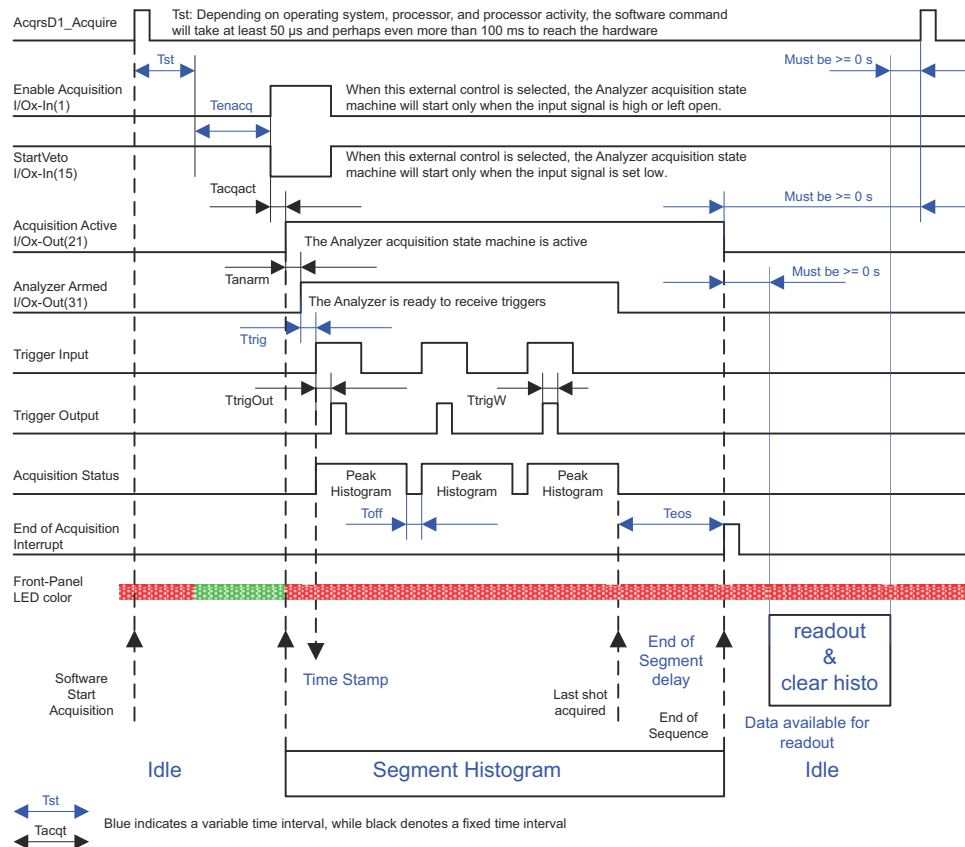 AcqrsD1_Acquire
Tst: Depending on operating system, processor, and processor activity, the software command
will take at least 50 µs and perhaps even more than 100 ms to reach the hardware
Tst
Must be >= 0 s
Enable Acquisition
I/Ox-In(1)
When this external control is selected, the Analyzer acquisition state
machine will start only when the input signal is high or left open.
Tenacq
StartVeto
I/Ox-In(15)
When this external control is selected, the Analyzer acquisition state
machine will start only when the input signal is set low.
Tacqact
Must be >= 0 s
Acquisition Active
I/Ox-Out(21)
The Analyzer acquisition state machine is active
Tanarm
Must be >= 0 s
Analyzer Armed
I/Ox-Out(31)
The Analyzer is ready to receive triggers
Ttrig
Trigger Input
TtrigOut
TtrigW
Trigger Output
Acquisition Status
Peak
Histogram
Peak
Histogram
Peak
Histogram
Toff
Teos
End of Acquisition
Interrupt
Front-Panel
LED color
Software
Start
Acquisition
Time Stamp
Last shot
acquired
End of
Segment
delay
End of
Sequence
readout
&
clear histo
Data available for
readout
Idle
Segment Histogram
Idle
Tst
Tacqt
Blue indicates a variable time interval, while black denotes a fixed time interval